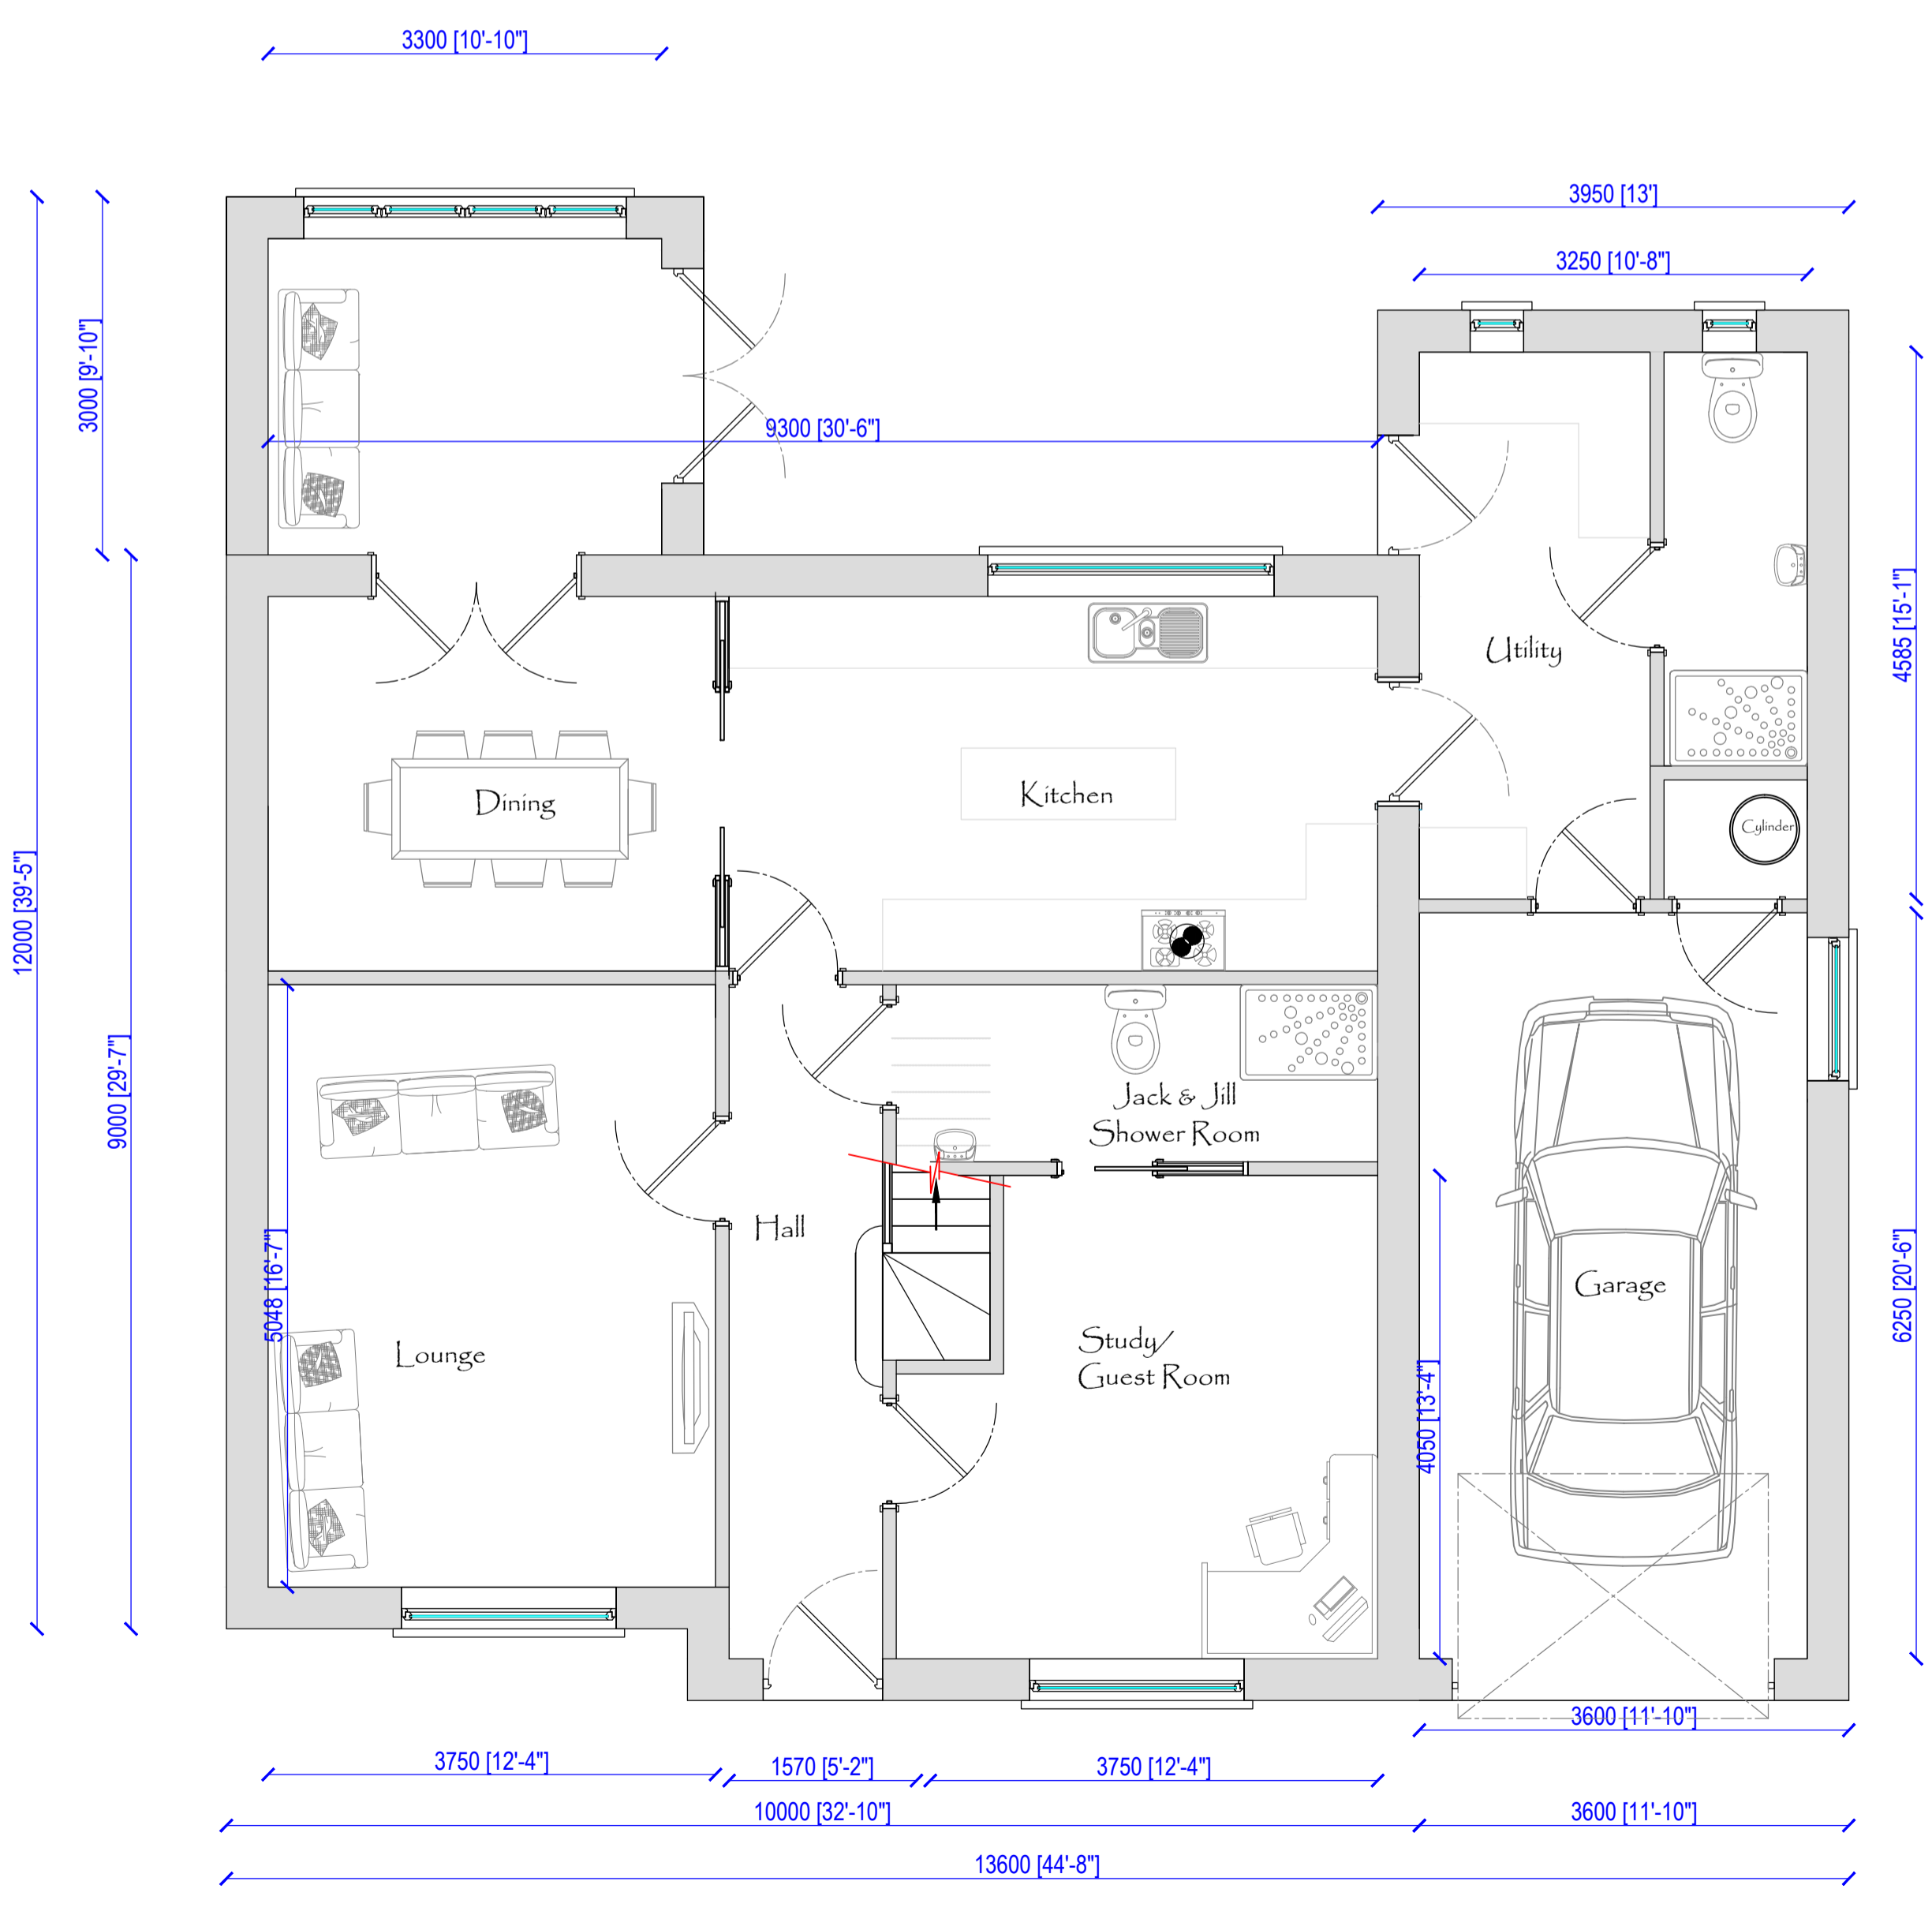 3300 [10'-10"]
3950 [13']
3250 [10'-8"]
3000 [9'-10"]
9300 [30'-6"]
4585 [15'-1"]
Utility
Dining
Kitchen
Cylinder
12000 [39'-5"]
9000 [29'-7"]
Jack & Jill
Shower Room
Hall
5048 [16'-7"]
Garage
6250 [20'-6"]
Lounge
Study/
Guest Room
4050 [13'-4"]
3600 [11'-10"]
3750 [12'-4"]
1570 [5'-2"]
3750 [12'-4"]
10000 [32'-10"]
3600 [11'-10"]
13600 [44'-8"]